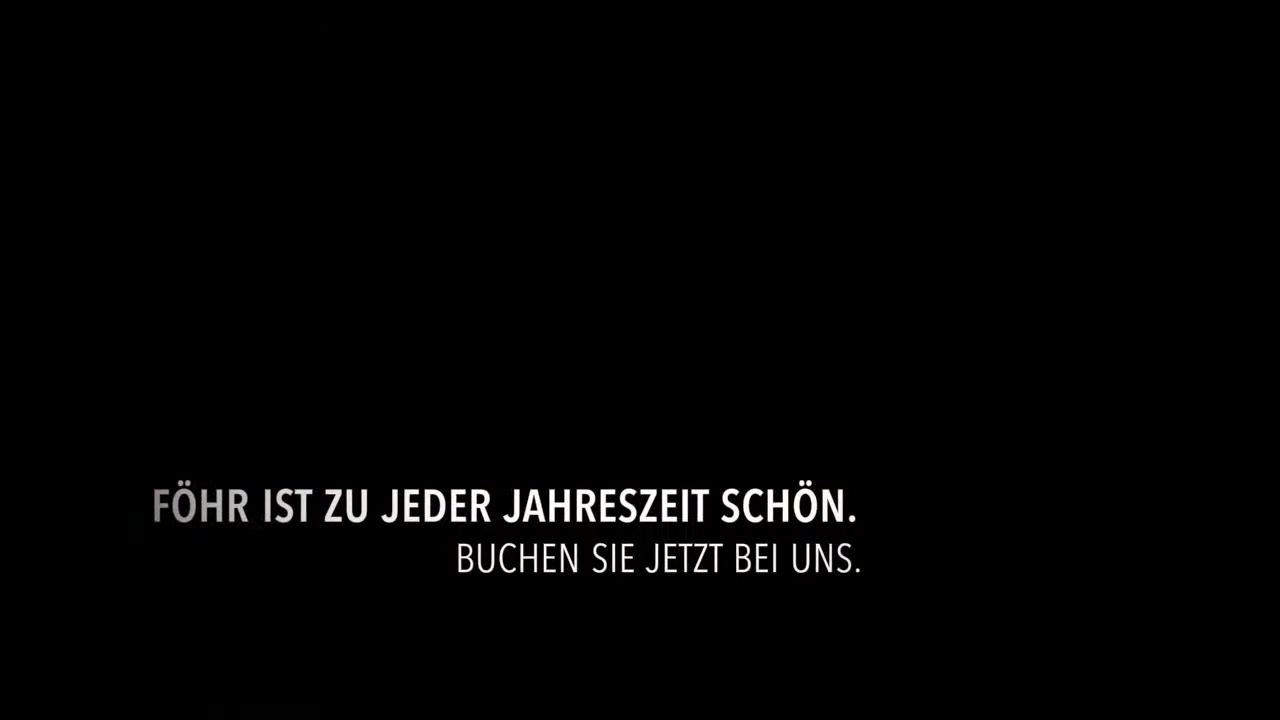 FÖHR IST ZU JEDER JAHRESZEIT SCHÖN.
BUCHEN SIE JETZT BEI UNS.